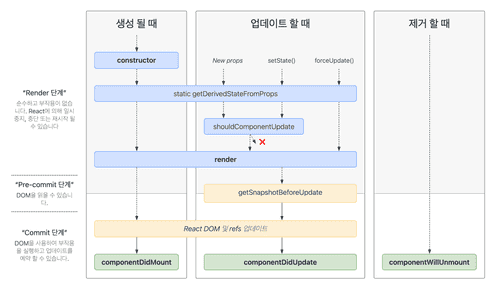 생성 될 때
업데이트 할 때
제거 할 때
constructor
New props
setState()
forceUpdate()
"Render 단계"
순수하고 부작용이 없습니
다. React에 의해 일시
중지, 중단 또는 재시작 될 수
있습니다
static getDerivedStateFromProps
shouldComponentUpdate
render
"Pre-commit 단계"
DOM을 읽을 수 있습니
다.
getSnapshotBeforeUpdate
"Commit 단계"
DOM을 사용하여 부작용
을 실행하고 업데이트를
예약 할 수 있습니다.
React DOM 및 refs 업데이트
componentDidMount
componentDidUpdate
componentWillUnmount